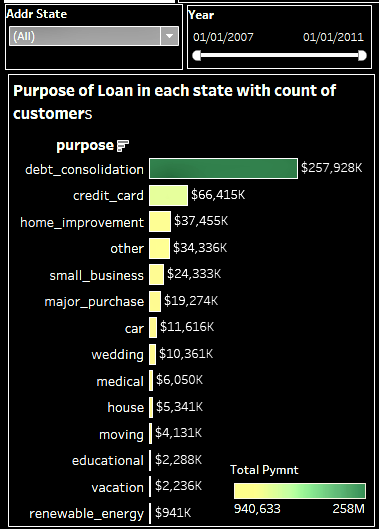 Addr State
(All)
Year
01/01/2007 01/01/2011
Purpose of Loan in each state with count of
customers
purpose
debt_consolidation $257,928K
credit_card $66,415K
home_improvement $37,455K
other $34,336K
small_business $24,333K
major_purchase $19,274K
car $11,616K
wedding $10,361K
medical $6,050K
house $5,341K
moving $4,131K
educational $2,288K
vacation $2,236K
renewable_energy $941K
Total Pymnt
940,633 258M